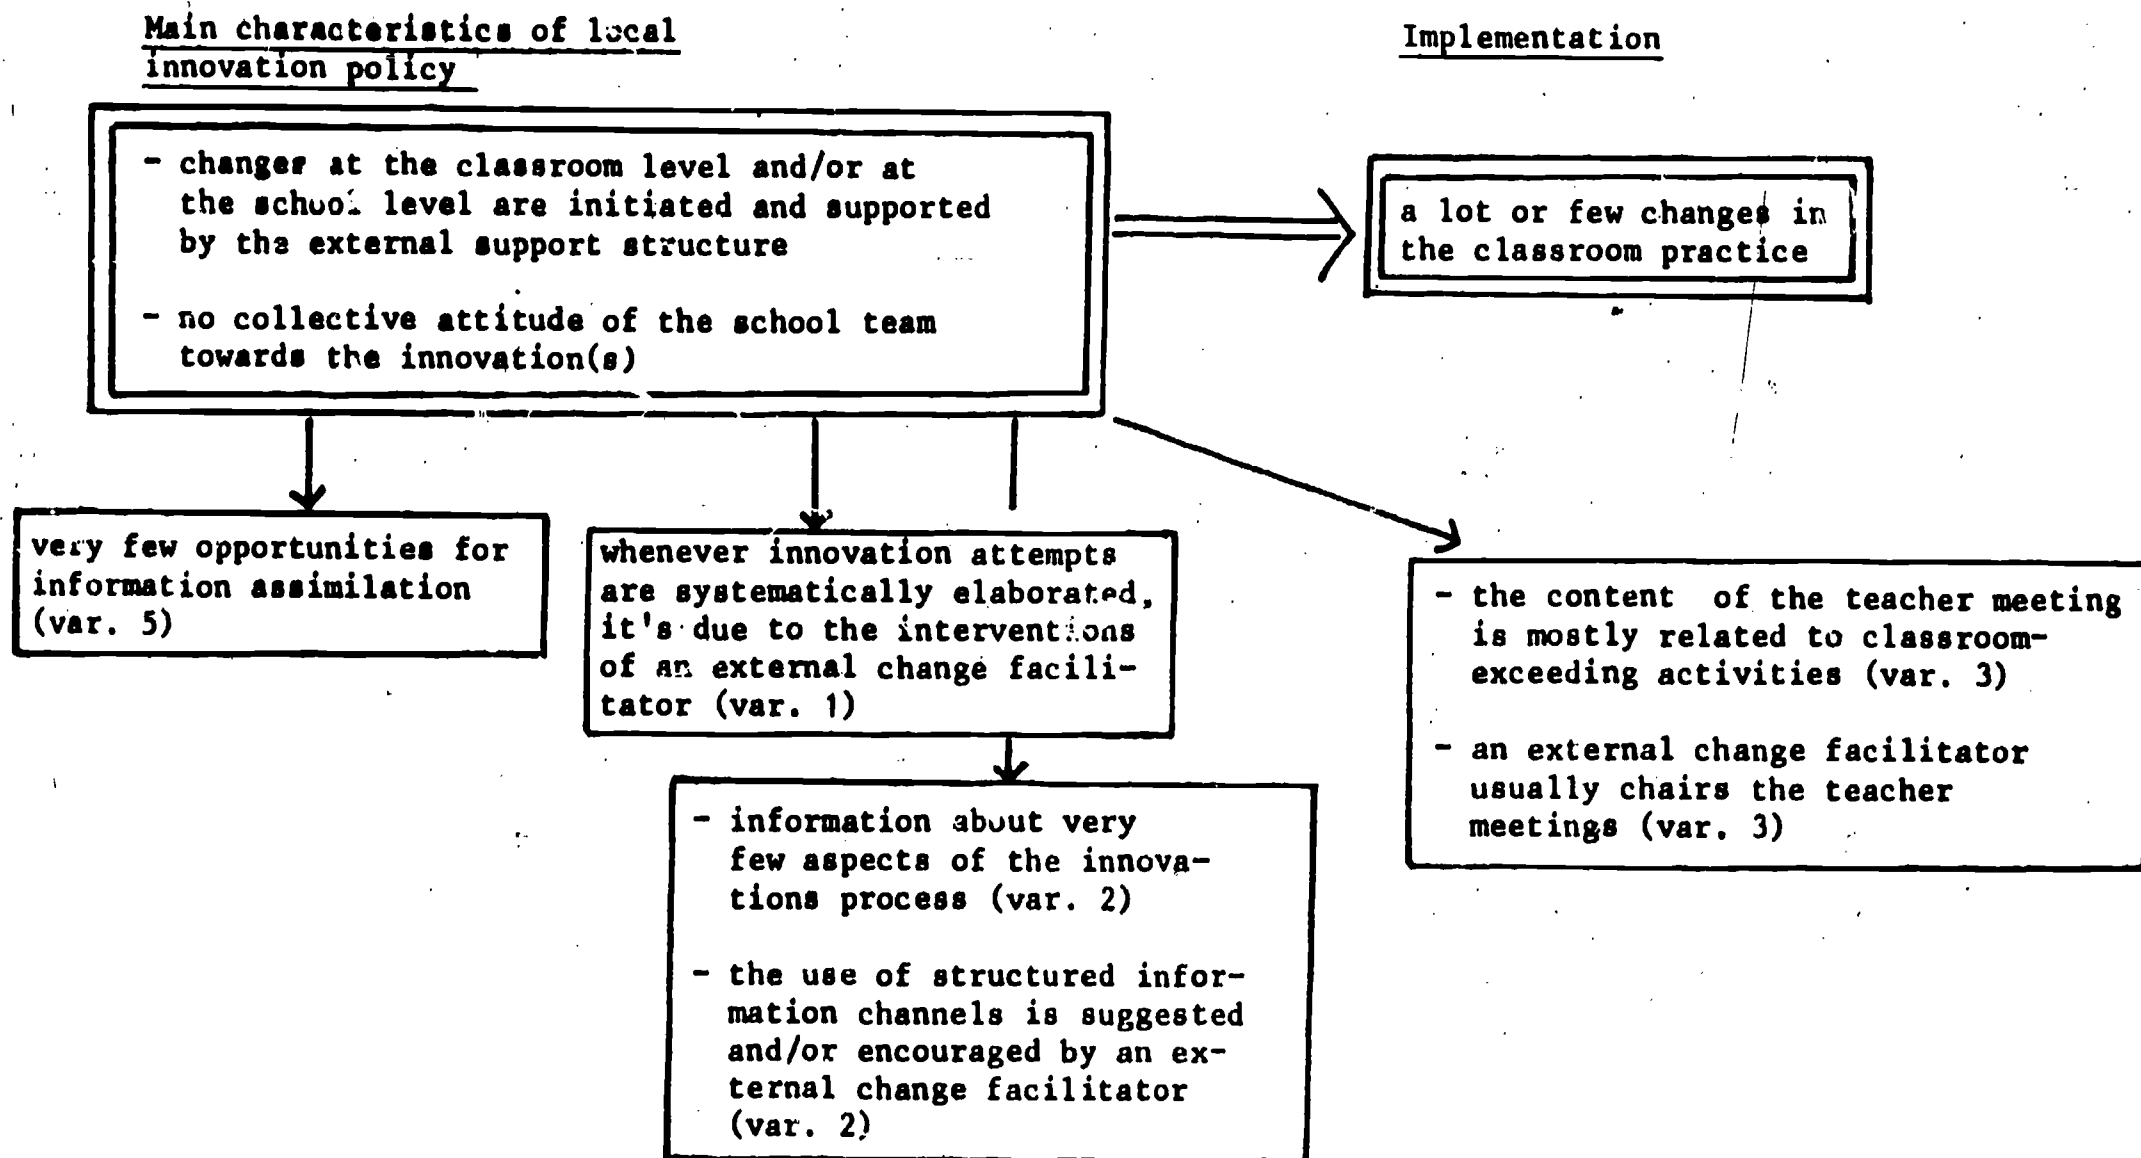 Main characteristics of local
innovation policy
Implementation
- changes at the classroom level and/or at
the school level are initiated and supported
by the external support structure
- no collective attitude of the school team
towards the innovation(s)
a lot or few changes in
the classroom practice
very few opportunities for
information assimilation
(var. 5)
whenever innovation attempts
are systematically elaborated,
it's due to the interventions
of an external change facili-
tator (var. 1)
- the content of the teacher meeting
is mostly related to classroom-
exceeding activities (var. 3)
- an external change facilitator
usually chairs the teacher
meetings (var. 3)
- information about very
few aspects of the innova-
tions process (var. 2)
- the use of structured infor-
mation channels is suggested
and/or encouraged by an ex-
ternal change facilitator
(var. 2)